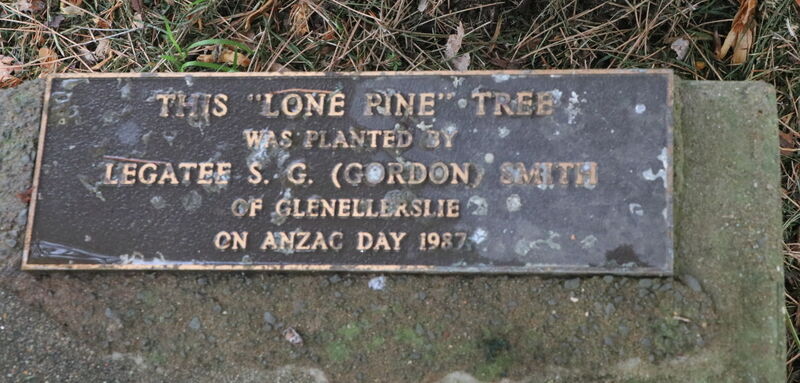 THIS "LONE PINE" TREE
WAS PLANTED BY
LEGATEE S. G. (GORDON) SMITH
OF GLENELLERSLIE
ON ANZAC DAY 1987.